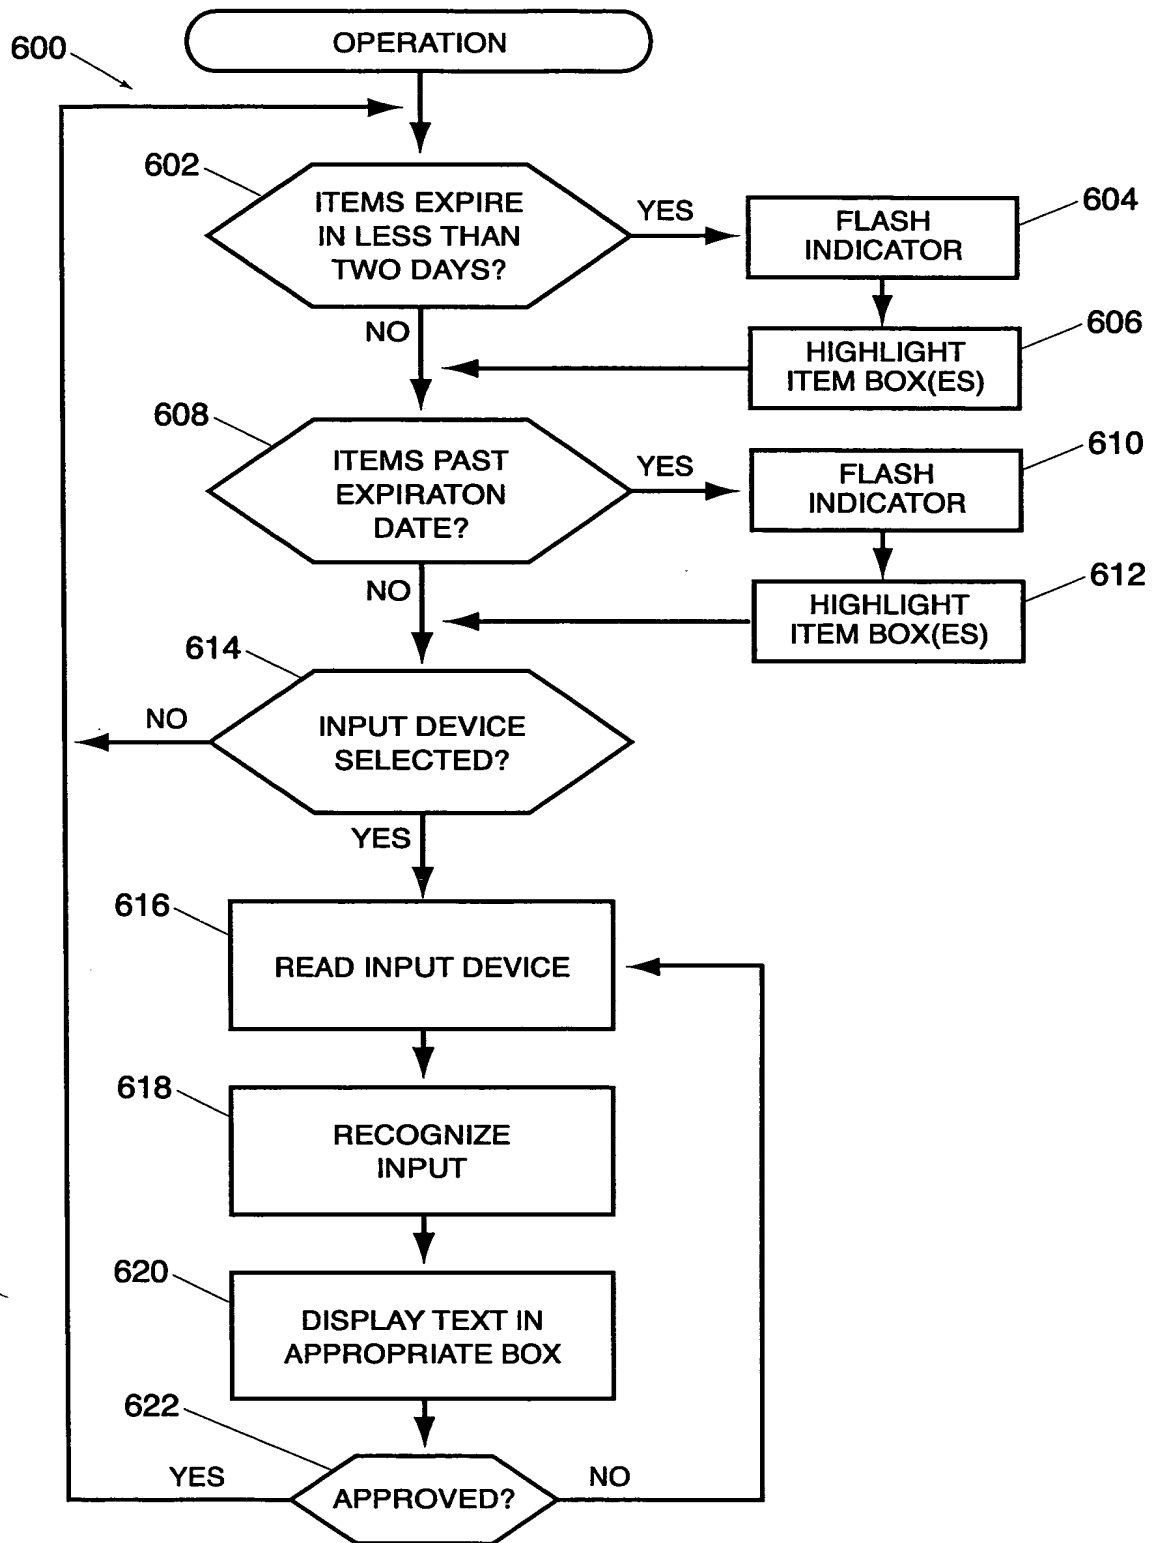 OPERATION
600
602
ITEMS EXPIRE
IN LESS THAN
TWO DAYS?
YES
FLASH
INDICATOR
604
NO
HIGHLIGHT
ITEM BOX(ES)
606
608
ITEMS PAST
EXPIRATON
DATE?
YES
FLASH
INDICATOR
610
NO
HIGHLIGHT
ITEM BOX(ES)
612
614
NO
INPUT DEVICE
SELECTED?
YES
616
READ INPUT DEVICE
618
RECOGNIZE
INPUT
620
DISPLAY TEXT IN
APPROPRIATE BOX
622
YES
APPROVED?
NO